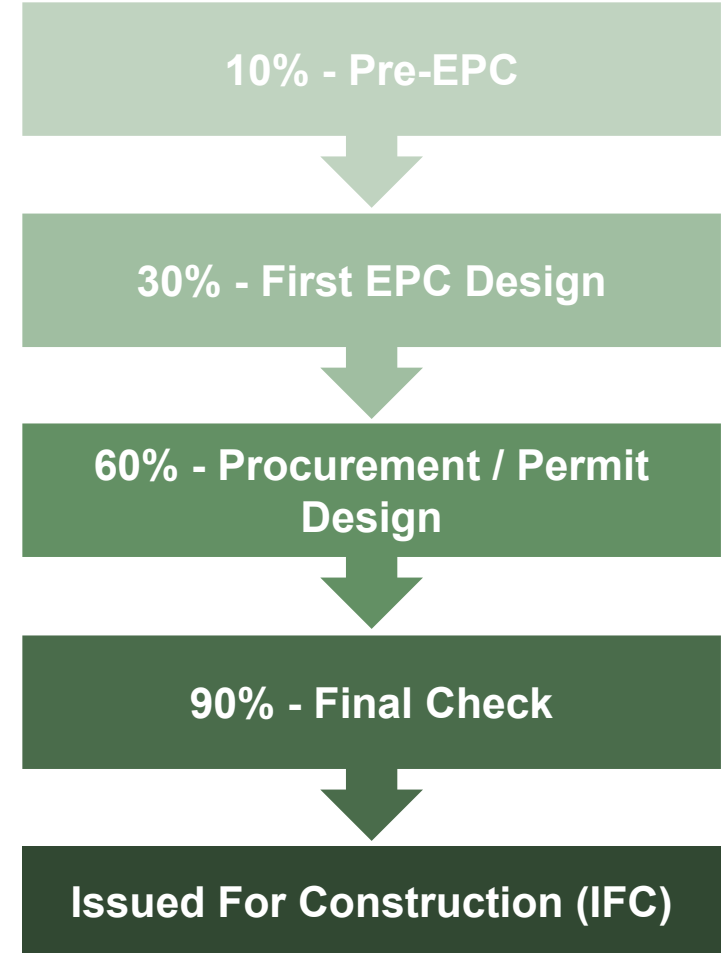 10% - Pre-EPC
30% - First EPC Design
60% - Procurement / Permit
Design
90% - Final Check
Issued For Construction (IFC)